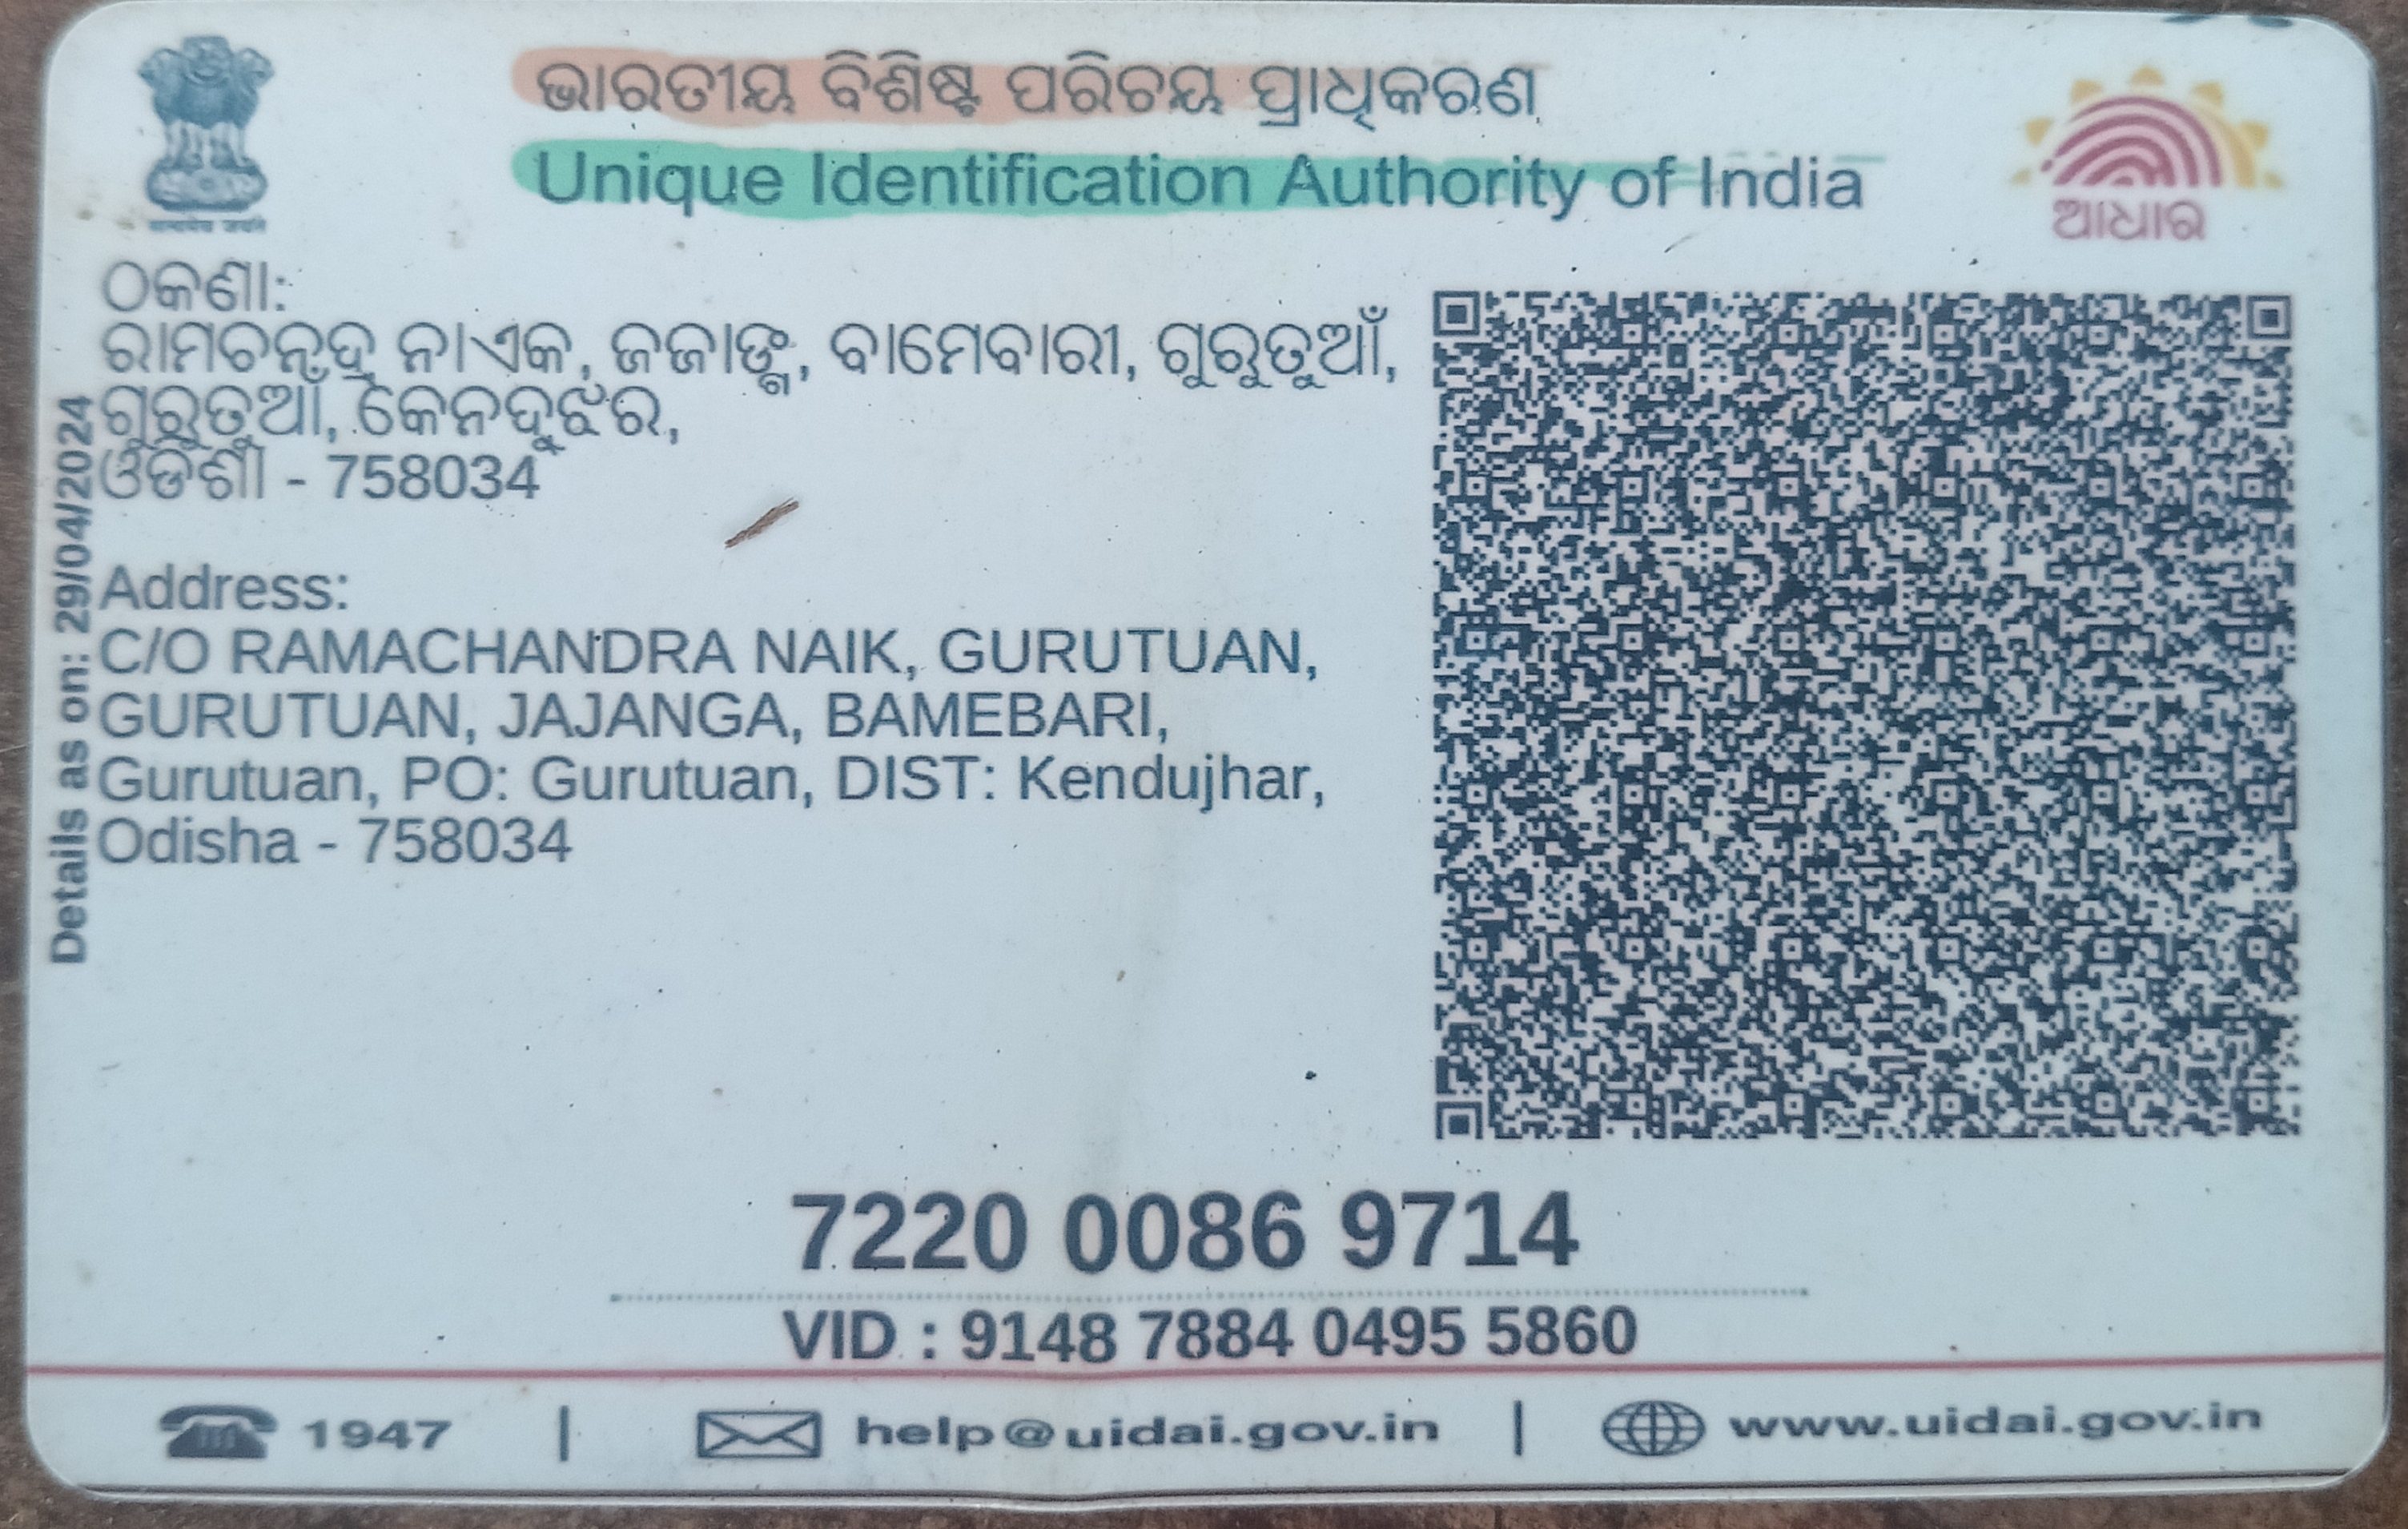 ଭାରତୀୟ ବିଶିଷ୍ଟ ପରିଚୟ ପ୍ରାଧିକରଣ
Unique Identification Authority of India
ଆଧାର
ଠିକଣା:
ରାମଚନ୍ଦ୍ର ନାଏକ, ଜଜାଙ୍ଗ, ବାମେବାରୀ, ଗୁରୁତୁଆଁ,
ଗୁରୁତୁଆଁ, କେନଦୁଝର,
ଓଡିଶା - 758034
Details as on: 29/04/2024
Address:
C/O RAMACHANDRA NAIK, GURUTUAN,
GURUTUAN, JAJANGA, BAMEBARI,
Gurutuan, PO: Gurutuan, DIST: Kendujhar,
Odisha - 758034
7220 0086 9714
VID : 9148 7884 0495 5860
1947 | help@uidai.gov.in | www.uidai.gov.in